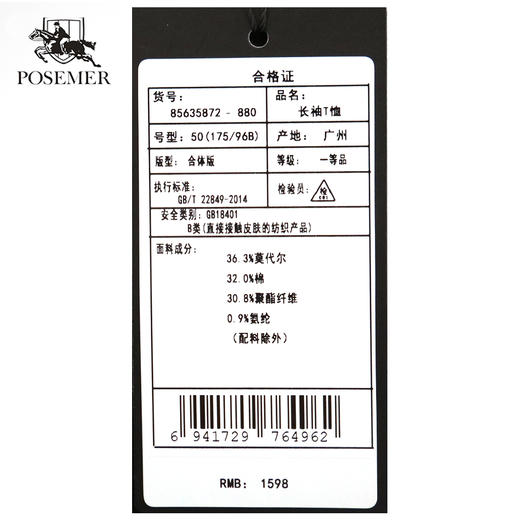 POSEMER
合格证
货号：
85635872 - 880
品名：
长袖T恤
号型：50(175/96B)
产地：广州
版型：合体版
等级：一等品
执行标准：
GB/T 22849-2014
检验员：
检
C01
安全类别：GB18401
B类(直接接触皮肤的纺织产品)
面料成分：
36.3%莫代尔
32.0%棉
30.8%聚酯纤维
0.9%氨纶
(配料除外)
6 941729 764962
RMB: 1598